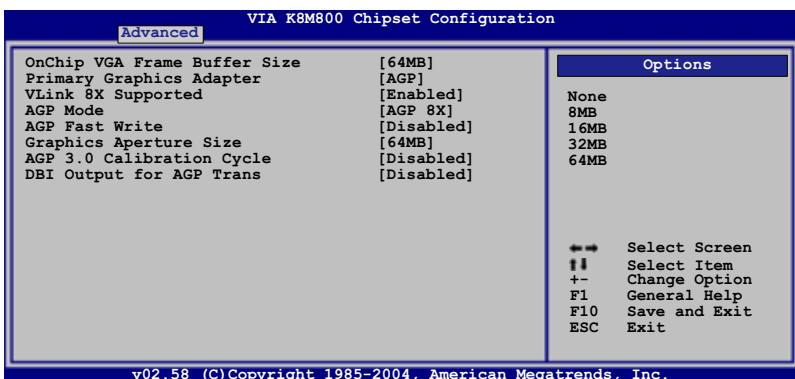 VIA K8M800 Chipset Configuration
Advanced
OnChip VGA Frame Buffer Size [64MB]
Primary Graphics Adapter [AGP]
VLink 8X Supported [Enabled]
AGP Mode [AGP 8X]
AGP Fast Write [Disabled]
Graphics Aperture Size [64MB]
AGP 3.0 Calibration Cycle [Disabled]
DBI Output for AGP Trans [Disabled]
Options
None
8MB
16MB
32MB
64MB
←→ Select Screen
↑↓ Select Item
+- Change Option
F1 General Help
F10 Save and Exit
ESC Exit
v02.58 (C)Copyright 1985-2004, American Megatrends, Inc.